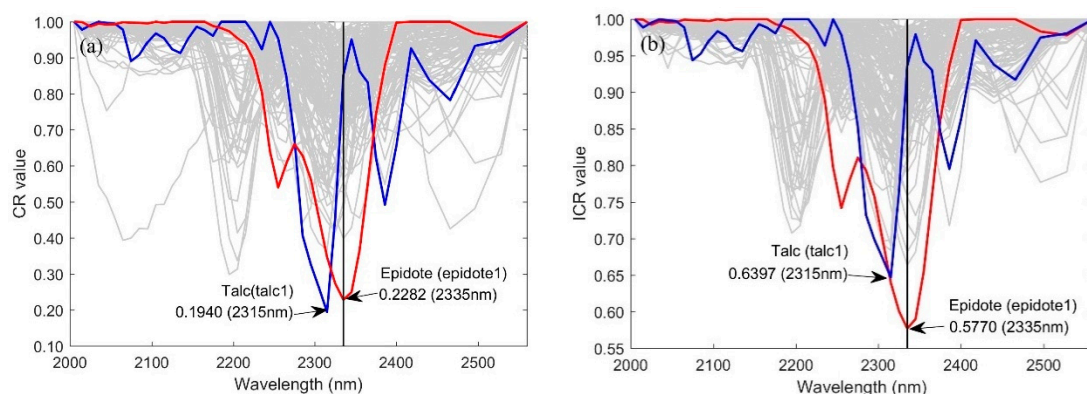 (a)
CR value
1.00
0.90
0.80
0.70
0.60
0.50
0.40
0.30
0.20
0.10
Talc(talc1)
0.1940 (2315nm)
Epidote (epidote1)
0.2282 (2335nm)
2000 2100 2200 2300 2400 2500
Wavelength (nm)
(b)
ICR value
1.00
0.95
0.90
0.85
0.80
0.75
0.70
0.65
0.60
0.55
Talc (talc1)
0.6397 (2315nm)
Epidote (epidote1)
0.5770 (2335nm)
2000 2100 2200 2300 2400 2500
Wavelength (nm)